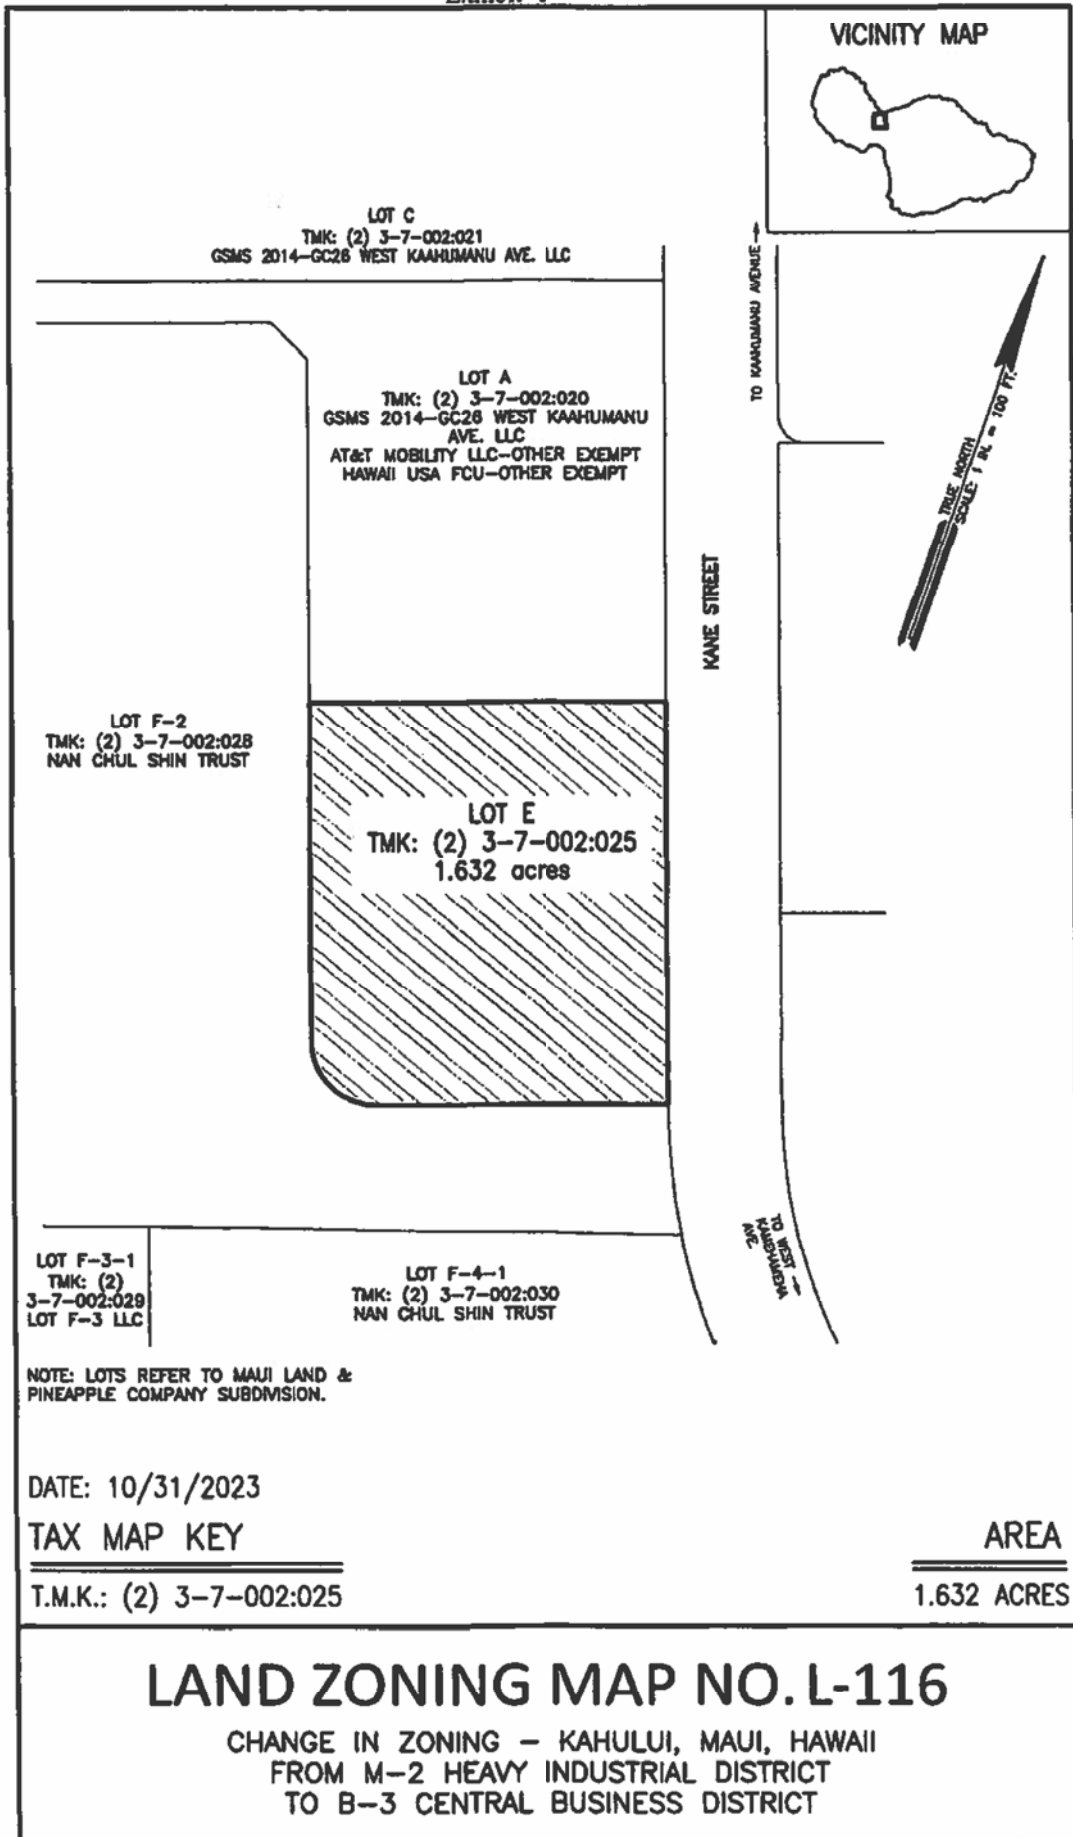 VICINITY MAP
LOT C
TMK: (2) 3-7-002:021
GSMS 2014-GC26 WEST KAAHUMANU AVE. LLC
TO KAAHUMANU AVENUE
LOT A
TMK: (2) 3-7-002:020
GSMS 2014-GC26 WEST KAAHUMANU
AVE. LLC
AT&T MOBILITY LLC-OTHER EXEMPT
HAWAII USA FCU-OTHER EXEMPT
TRUE NORTH
SCALE: 1 IN. = 100 FT.
KANE STREET
LOT F-2
TMK: (2) 3-7-002:028
NAN CHUL SHIN TRUST
LOT E
TMK: (2) 3-7-002:025
1.632 acres
TO WEST
KAMEHAMEHA
AVE.
LOT F-3-1
TMK: (2)
3-7-002:029
LOT F-3 LLC
LOT F-4-1
TMK: (2) 3-7-002:030
NAN CHUL SHIN TRUST
NOTE: LOTS REFER TO MAUI LAND &
PINEAPPLE COMPANY SUBDIVISION.
DATE: 10/31/2023
TAX MAP KEY
AREA
T.M.K.: (2) 3-7-002:025
1.632 ACRES
LAND ZONING MAP NO. L-116
CHANGE IN ZONING - KAHULUI, MAUI, HAWAII
FROM M-2 HEAVY INDUSTRIAL DISTRICT
TO B-3 CENTRAL BUSINESS DISTRICT